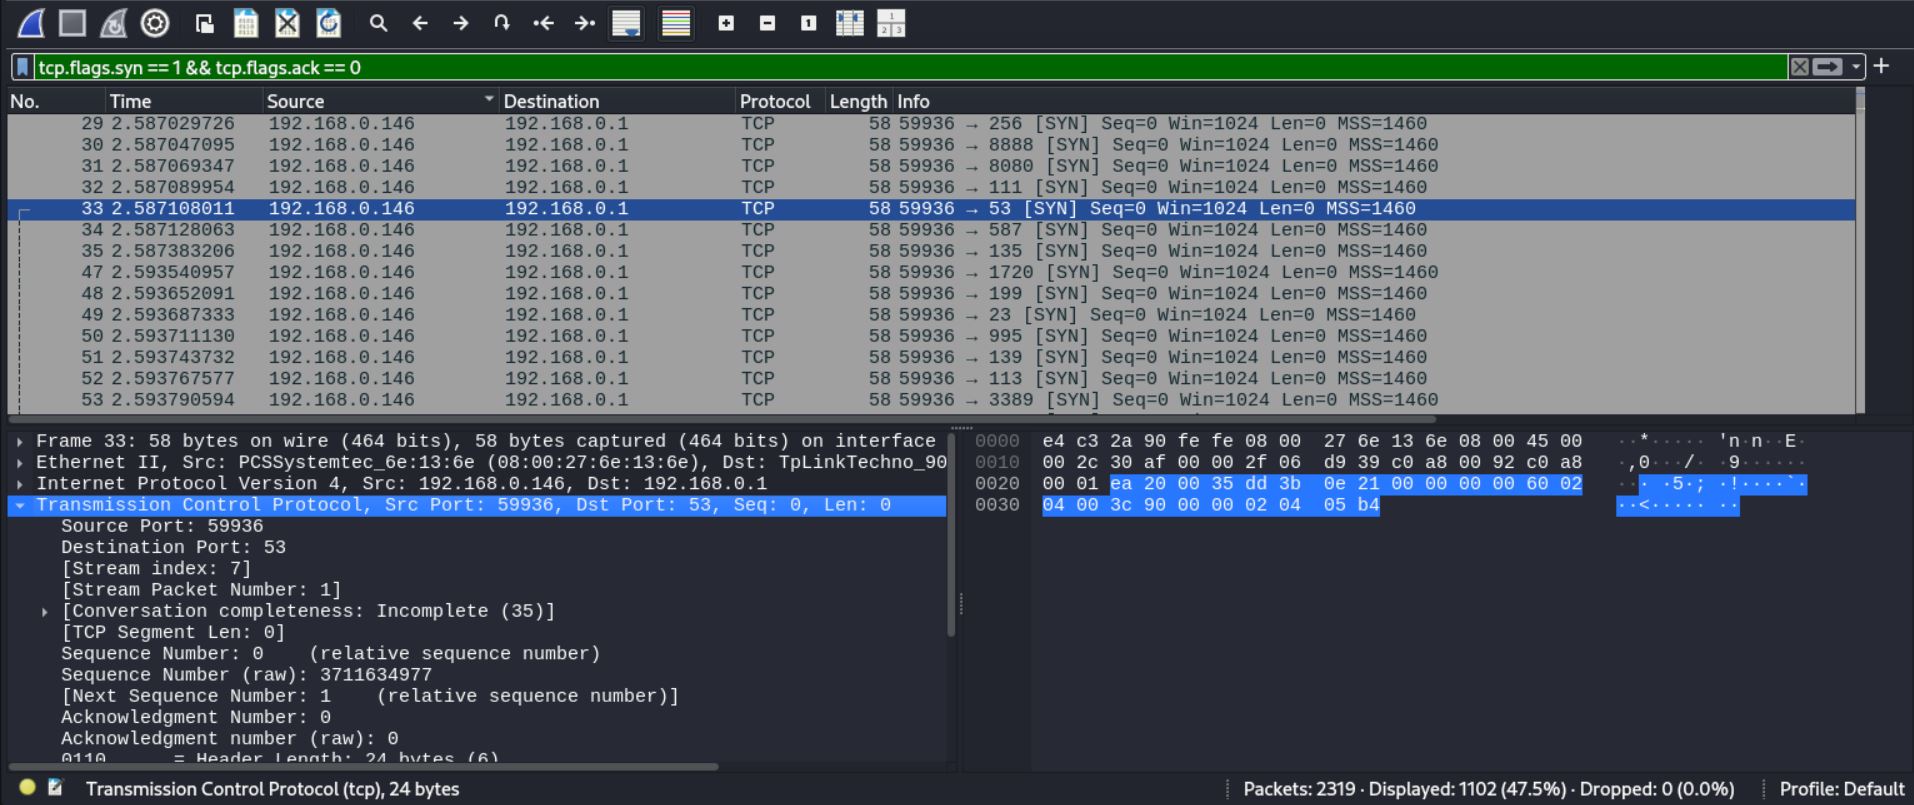 tcp.flags.syn == 1 && tcp.flags.ack == 0
No. Time Source Destination Protocol Length Info
29 2.587029726 192.168.0.146 192.168.0.1 TCP 58 59936 → 256 [SYN] Seq=0 Win=1024 Len=0 MSS=1460
30 2.587047095 192.168.0.146 192.168.0.1 TCP 58 59936 → 8888 [SYN] Seq=0 Win=1024 Len=0 MSS=1460
31 2.587069347 192.168.0.146 192.168.0.1 TCP 58 59936 → 8080 [SYN] Seq=0 Win=1024 Len=0 MSS=1460
32 2.587089954 192.168.0.146 192.168.0.1 TCP 58 59936 → 111 [SYN] Seq=0 Win=1024 Len=0 MSS=1460
33 2.587108011 192.168.0.146 192.168.0.1 TCP 58 59936 → 53 [SYN] Seq=0 Win=1024 Len=0 MSS=1460
34 2.587128063 192.168.0.146 192.168.0.1 TCP 58 59936 → 587 [SYN] Seq=0 Win=1024 Len=0 MSS=1460
35 2.587383206 192.168.0.146 192.168.0.1 TCP 58 59936 → 135 [SYN] Seq=0 Win=1024 Len=0 MSS=1460
47 2.593540957 192.168.0.146 192.168.0.1 TCP 58 59936 → 1720 [SYN] Seq=0 Win=1024 Len=0 MSS=1460
48 2.593652091 192.168.0.146 192.168.0.1 TCP 58 59936 → 199 [SYN] Seq=0 Win=1024 Len=0 MSS=1460
49 2.593687333 192.168.0.146 192.168.0.1 TCP 58 59936 → 23 [SYN] Seq=0 Win=1024 Len=0 MSS=1460
50 2.593711130 192.168.0.146 192.168.0.1 TCP 58 59936 → 995 [SYN] Seq=0 Win=1024 Len=0 MSS=1460
51 2.593743732 192.168.0.146 192.168.0.1 TCP 58 59936 → 139 [SYN] Seq=0 Win=1024 Len=0 MSS=1460
52 2.593767577 192.168.0.146 192.168.0.1 TCP 58 59936 → 113 [SYN] Seq=0 Win=1024 Len=0 MSS=1460
53 2.593790594 192.168.0.146 192.168.0.1 TCP 58 59936 → 3389 [SYN] Seq=0 Win=1024 Len=0 MSS=1460
Frame 33: 58 bytes on wire (464 bits), 58 bytes captured (464 bits) on interface
Ethernet II, Src: PCSSystemtec_6e:13:6e (08:00:27:6e:13:6e), Dst: TpLinkTechno_90
Internet Protocol Version 4, Src: 192.168.0.146, Dst: 192.168.0.1
Transmission Control Protocol, Src Port: 59936, Dst Port: 53, Seq: 0, Len: 0
Source Port: 59936
Destination Port: 53
[Stream index: 7]
[Stream Packet Number: 1]
[Conversation completeness: Incomplete (35)]
[TCP Segment Len: 0]
Sequence Number: 0 (relative sequence number)
Sequence Number (raw): 3711634977
[Next Sequence Number: 1 (relative sequence number)]
Acknowledgment Number: 0
Acknowledgment number (raw): 0
0110 .... = Header Length: 24 bytes (6)
0000 e4 c3 2a 90 fe fe 08 00 27 6e 13 6e 08 00 45 00 ··*····· 'n·n··E·
0010 00 2c 30 af 00 00 2f 06 d9 39 c0 a8 00 92 c0 a8 ·,0···/· ·9······
0020 00 01 ea 20 00 35 dd 3b 0e 21 00 00 00 00 60 02 ··· ·5·; ·!····`·
0030 04 00 3c 90 00 00 02 04 05 b4 ··<····· ··
Transmission Control Protocol (tcp), 24 bytes
Packets: 2319 · Displayed: 1102 (47.5%) · Dropped: 0 (0.0%)
Profile: Default